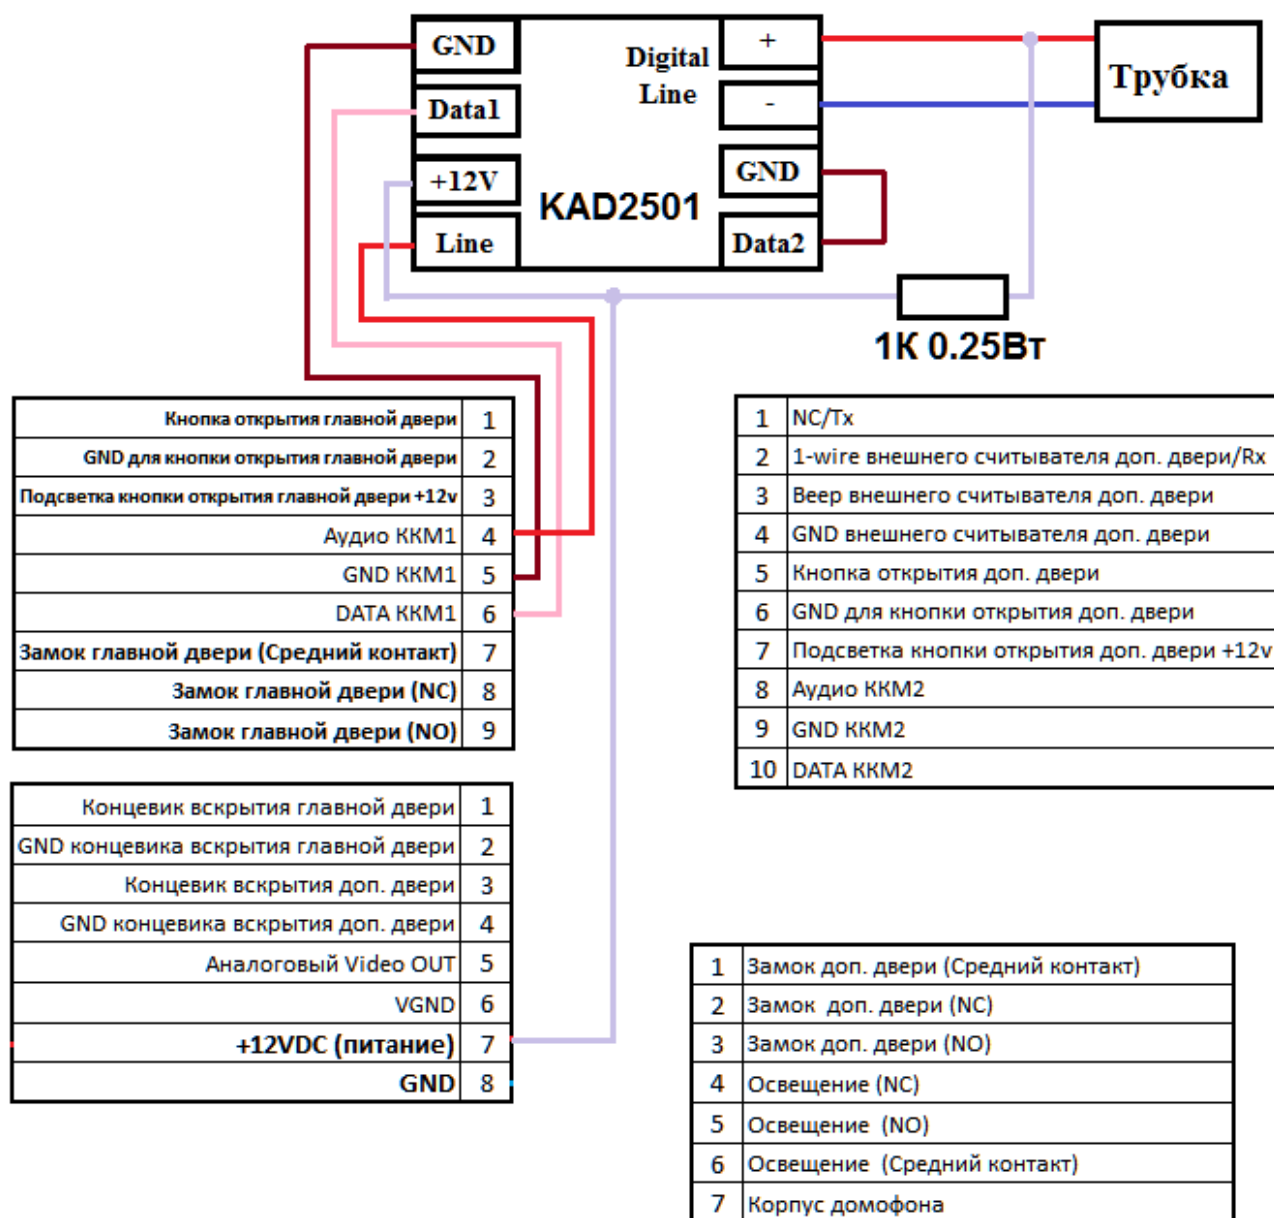 GND
Data1
+12V
Line
Digital
Line
KAD2501
+
-
GND
Data2
Трубка
1К 0.25Вт
Кнопка открытия главной двери 1
GND для кнопки открытия главной двери 2
Подсветка кнопки открытия главной двери +12v 3
Аудио ККМ1 4
GND ККМ1 5
DATA ККМ1 6
Замок главной двери (Средний контакт) 7
Замок главной двери (NC) 8
Замок главной двери (NO) 9
1 NC/Tx
2 1-wire внешнего считывателя доп. двери/Rx
3 Beep внешнего считывателя доп. двери
4 GND внешнего считывателя доп. двери
5 Кнопка открытия доп. двери
6 GND для кнопки открытия доп. двери
7 Подсветка кнопки открытия доп. двери +12v
8 Аудио ККМ2
9 GND ККМ2
10 DATA ККМ2
Концевик вскрытия главной двери 1
GND концевика вскрытия главной двери 2
Концевик вскрытия доп. двери 3
GND концевика вскрытия доп. двери 4
Аналоговый Video OUT 5
VGND 6
+12VDC (питание) 7
GND 8
1 Замок доп. двери (Средний контакт)
2 Замок доп. двери (NC)
3 Замок доп. двери (NO)
4 Освещение (NC)
5 Освещение (NO)
6 Освещение (Средний контакт)
7 Корпус домофона